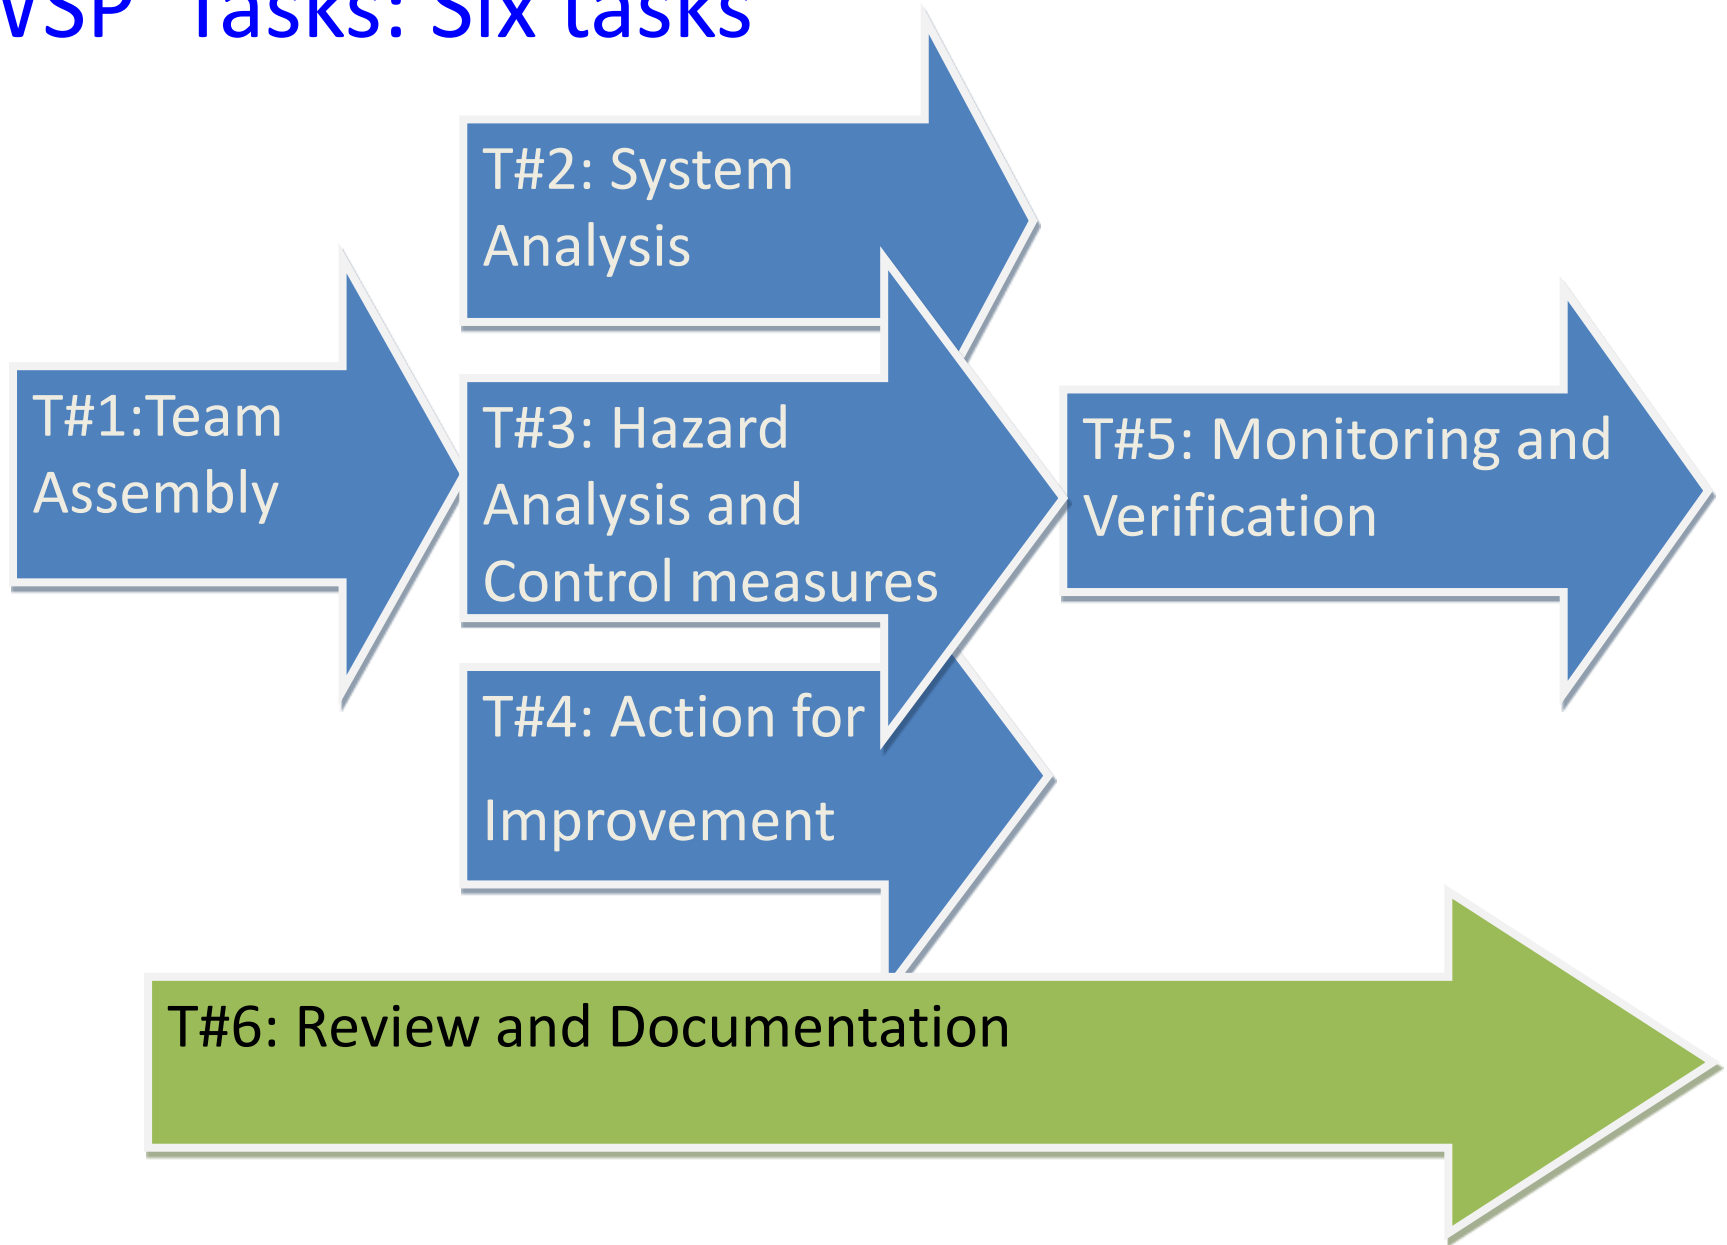 WSP Tasks: Six tasks
T#2: System
Analysis
T#1:Team
Assembly
T#3: Hazard
Analysis and
Control measures
T#5: Monitoring and
Verification
T#4: Action for
Improvement
T#6: Review and Documentation